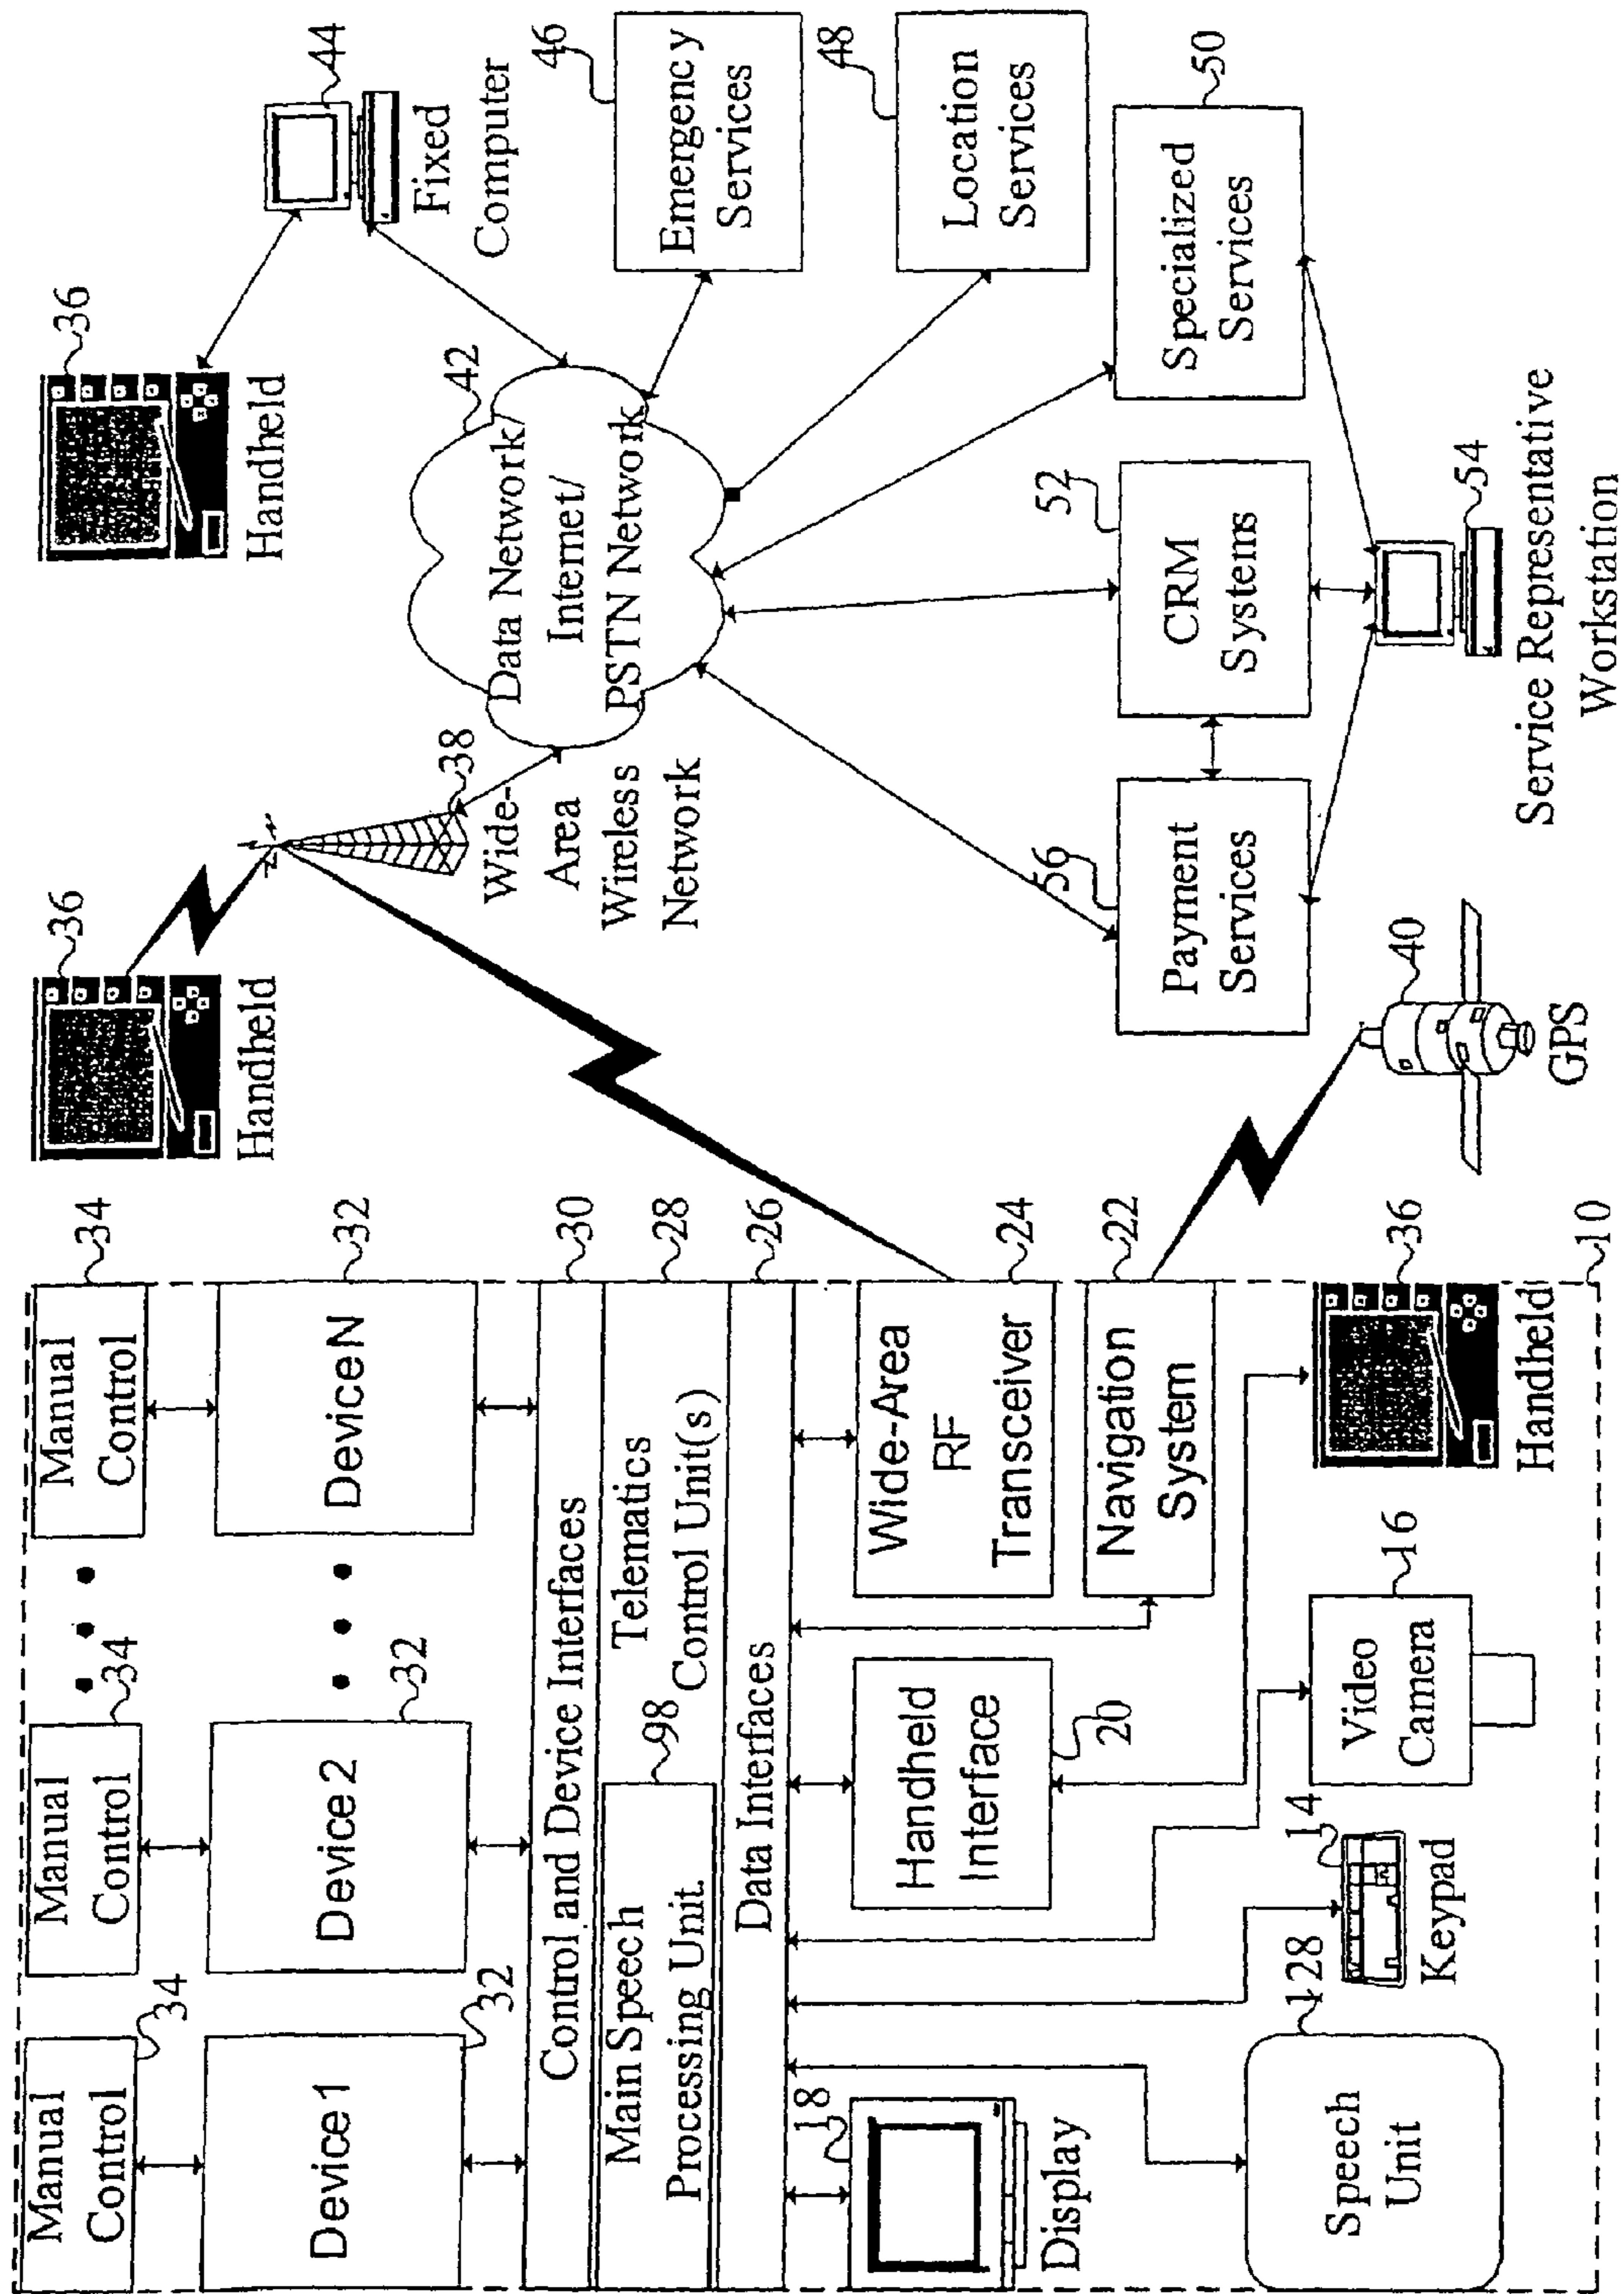 Manual
Control
34
Manual
Control
34
Manual
Control
34
Device 1
32
Device 2
32
Device N
32
Control and Device Interfaces
30
Main Speech
Processing Unit.
98
Telematics
Control Unit(s)
28
Data Interfaces
26
18
Display
Handheld
Interface
20
Wide-Area
RF
Transceiver
24
Navigation
System
22
Speech
Unit
128
14
Keypad
Video
Camera
16
36
Handheld
10
36
Handheld
36
Handheld
44
Fixed
Computer
38
Wide-
Area
Wireless
Network
42
Data Network/
Internet/
PSTN Network
46
Emergency
Services
48
Location
Services
40
GPS
56
Payment
Services
52
CRM
Systems
50
Specialized
Services
54
Service Representative
Workstation